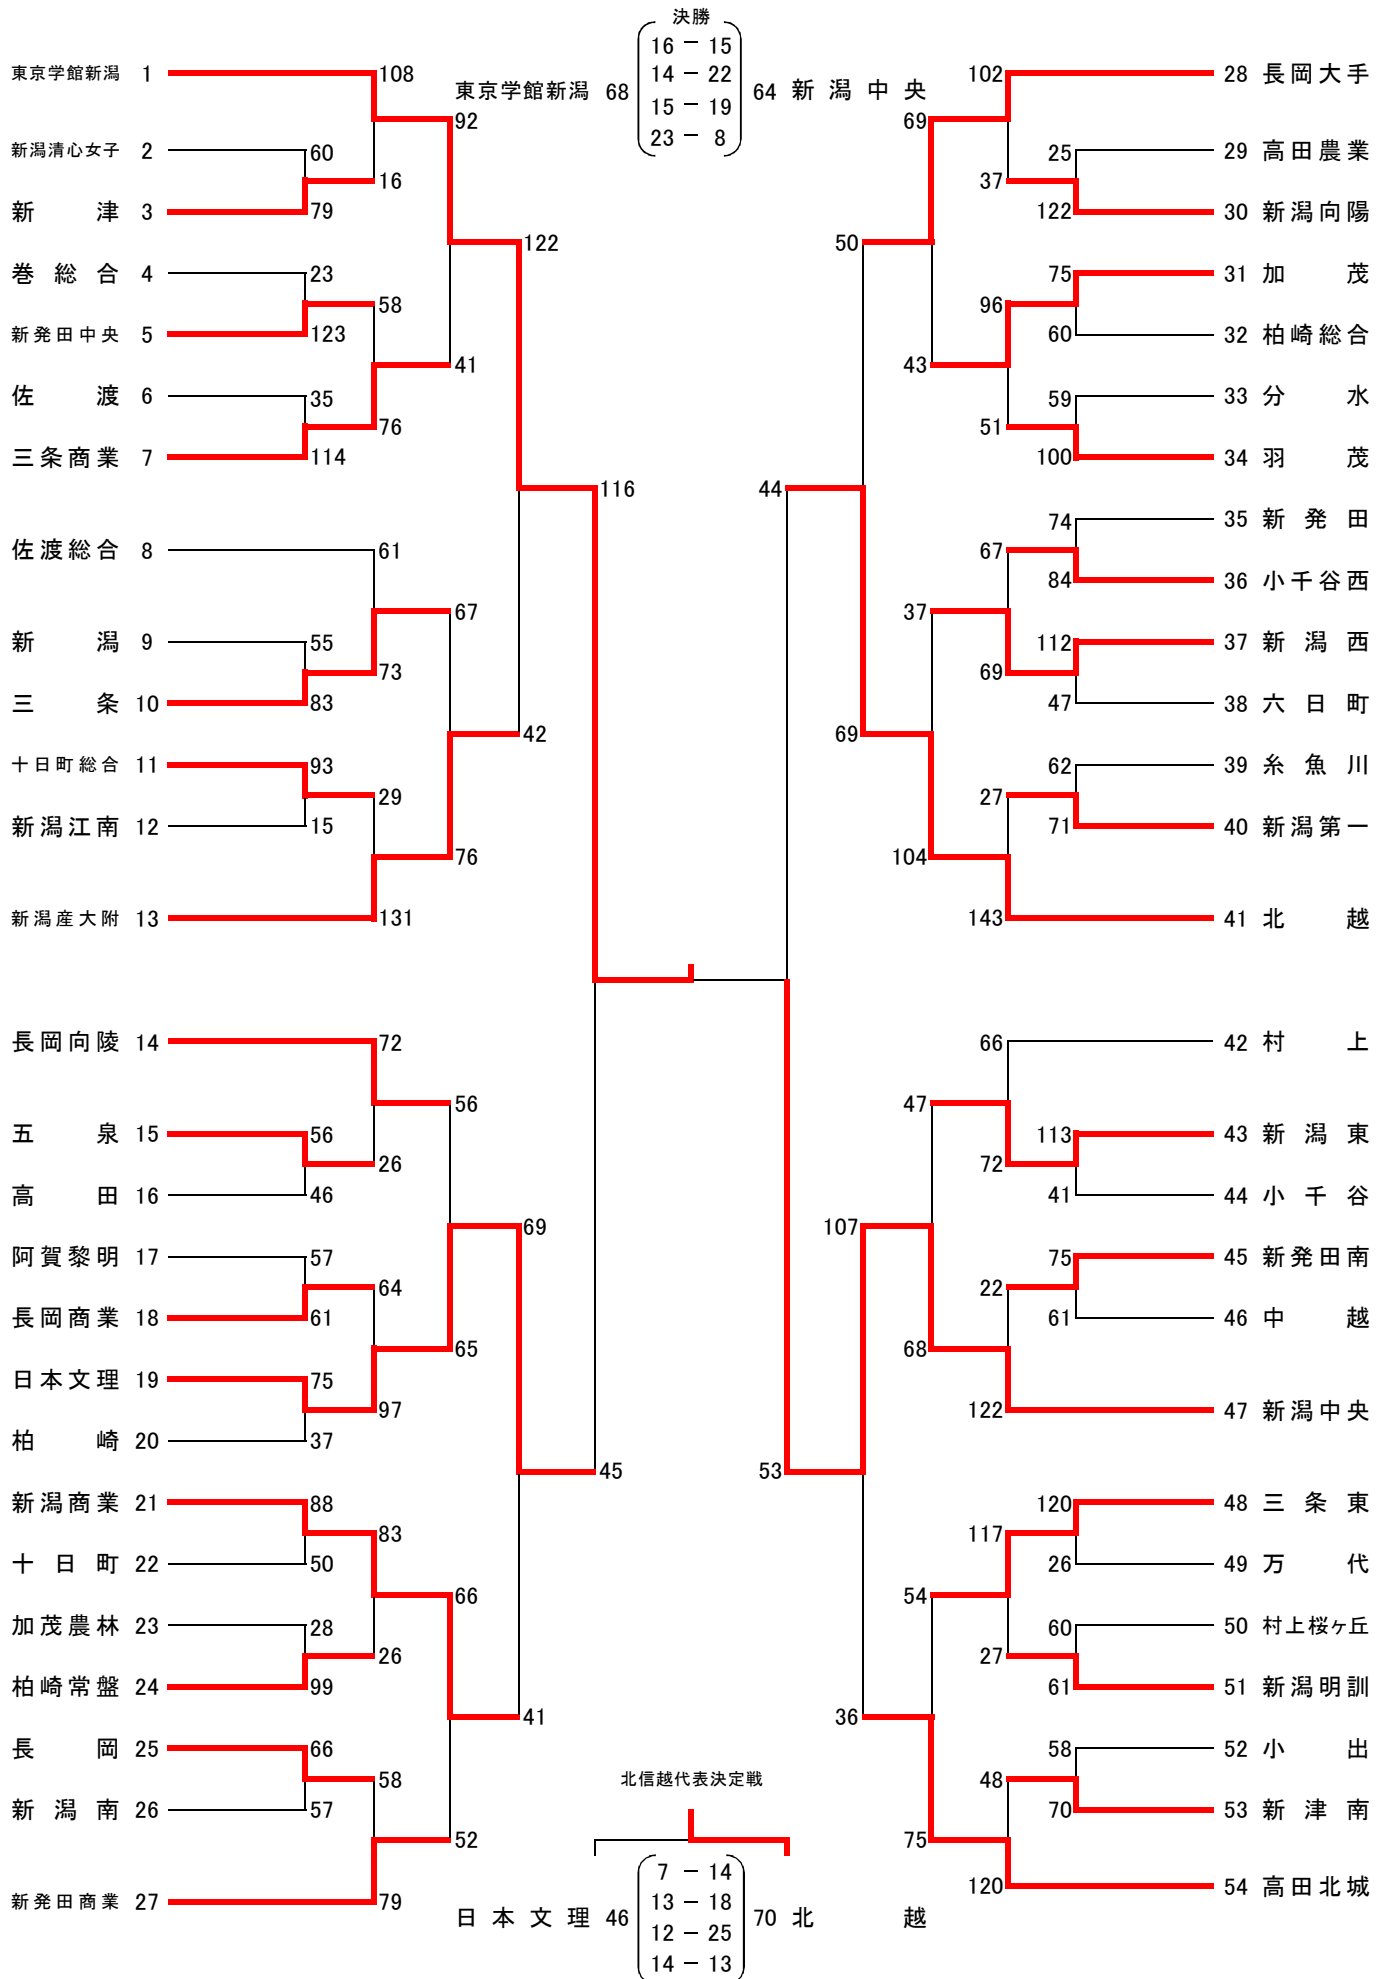 決勝
東京学館新潟 68 16 － 15 64 新潟中央
14 － 22
15 － 19
23 － 8
東京学館新潟 1
新潟清心女子 2
新津 3
巻総合 4
新発田中央 5
佐渡 6
三条商業 7
佐渡総合 8
新潟 9
三条 10
十日町総合 11
新潟江南 12
新潟産大附 13
長岡向陵 14
五泉 15
高田 16
阿賀黎明 17
長岡商業 18
日本文理 19
柏崎 20
新潟商業 21
十日町 22
加茂農林 23
柏崎常盤 24
長岡 25
新潟南 26
新発田商業 27
60
79
23
123
35
114
55
83
93
15
56
46
57
61
75
37
88
50
28
99
66
57
108
16
58
76
61
73
29
131
72
26
64
97
83
26
58
79
92
41
67
76
56
65
66
52
122
42
69
41
116
45
44
53
50
69
107
36
69
43
37
104
47
68
54
75
102
37
96
51
67
69
27
143
66
72
22
122
117
27
48
120
25
122
75
60
59
100
74
84
112
47
62
71
113
41
75
61
120
26
60
61
58
70
28 長岡大手
29 高田農業
30 新潟向陽
31 加茂
32 柏崎総合
33 分水
34 羽茂
35 新発田
36 小千谷西
37 新潟西
38 六日町
39 糸魚川
40 新潟第一
41 北越
42 村上
43 新潟東
44 小千谷
45 新発田南
46 中越
47 新潟中央
48 三条東
49 万代
50 村上桜ヶ丘
51 新潟明訓
52 小出
53 新津南
54 高田北城
北信越代表決定戦
7 － 14
13 － 18
日本文理 46 12 － 25 70 北越
14 － 13